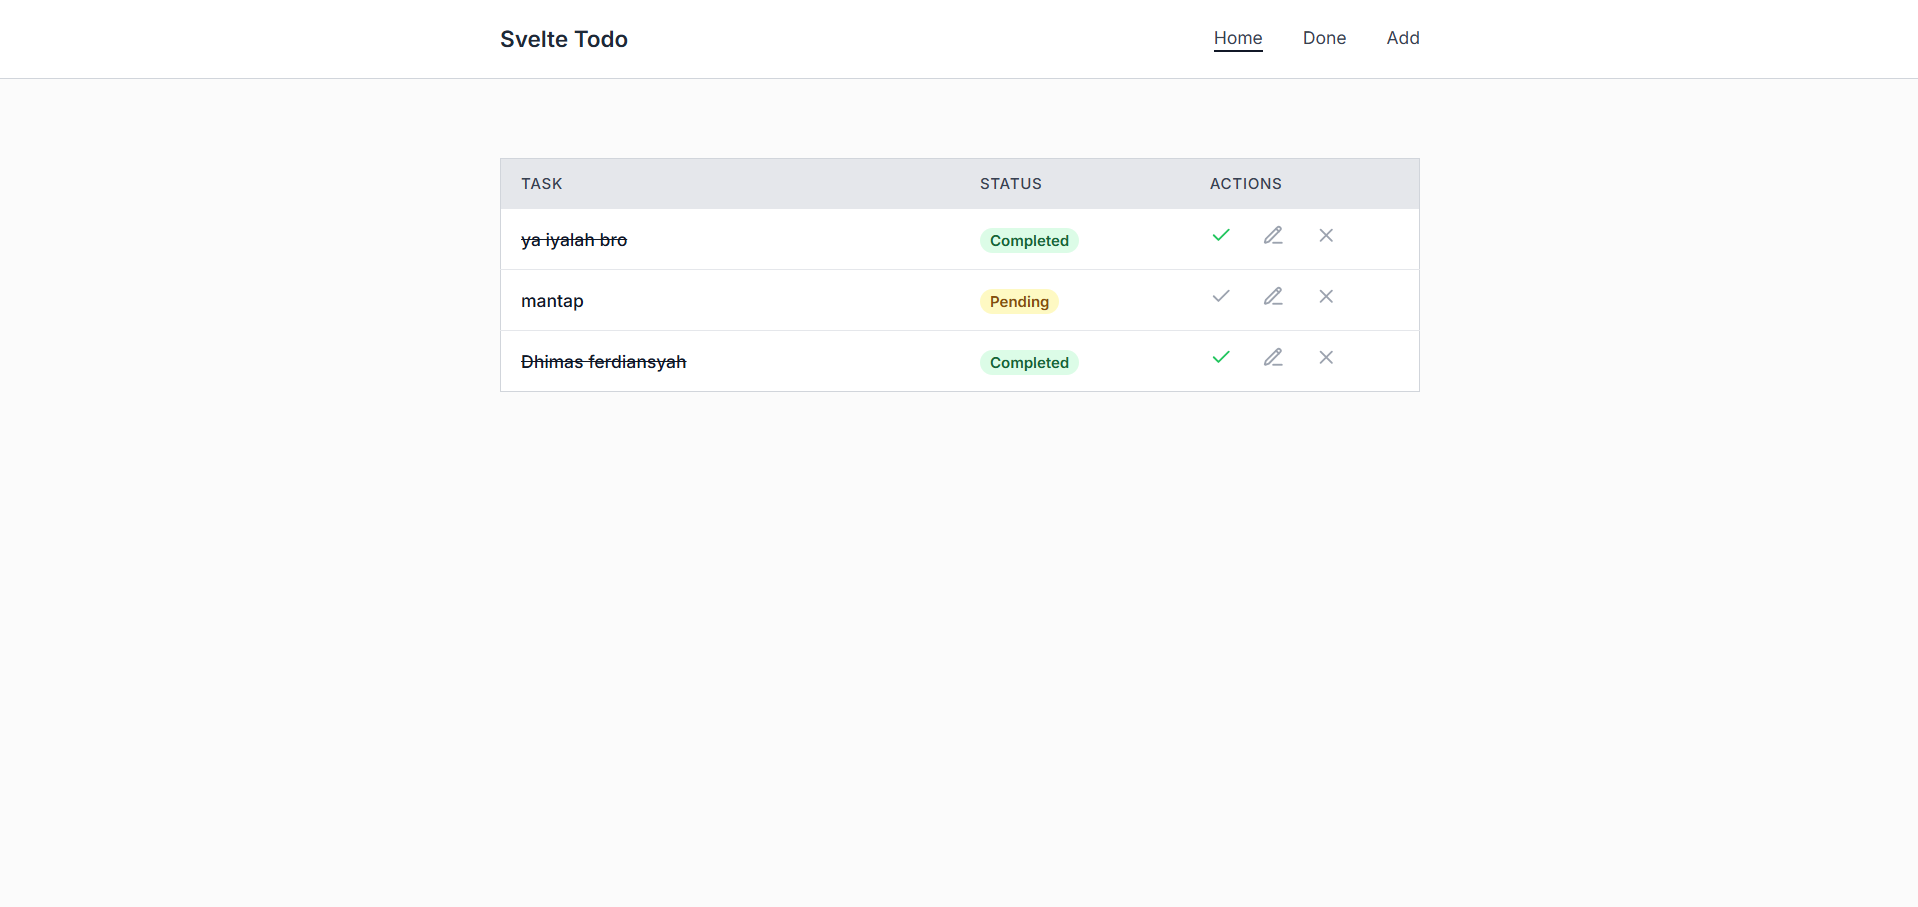 Svelte Todo Home Done Add
TASK STATUS ACTIONS
ya iyalah bro Completed
mantap Pending
Dhimas ferdiansyah Completed